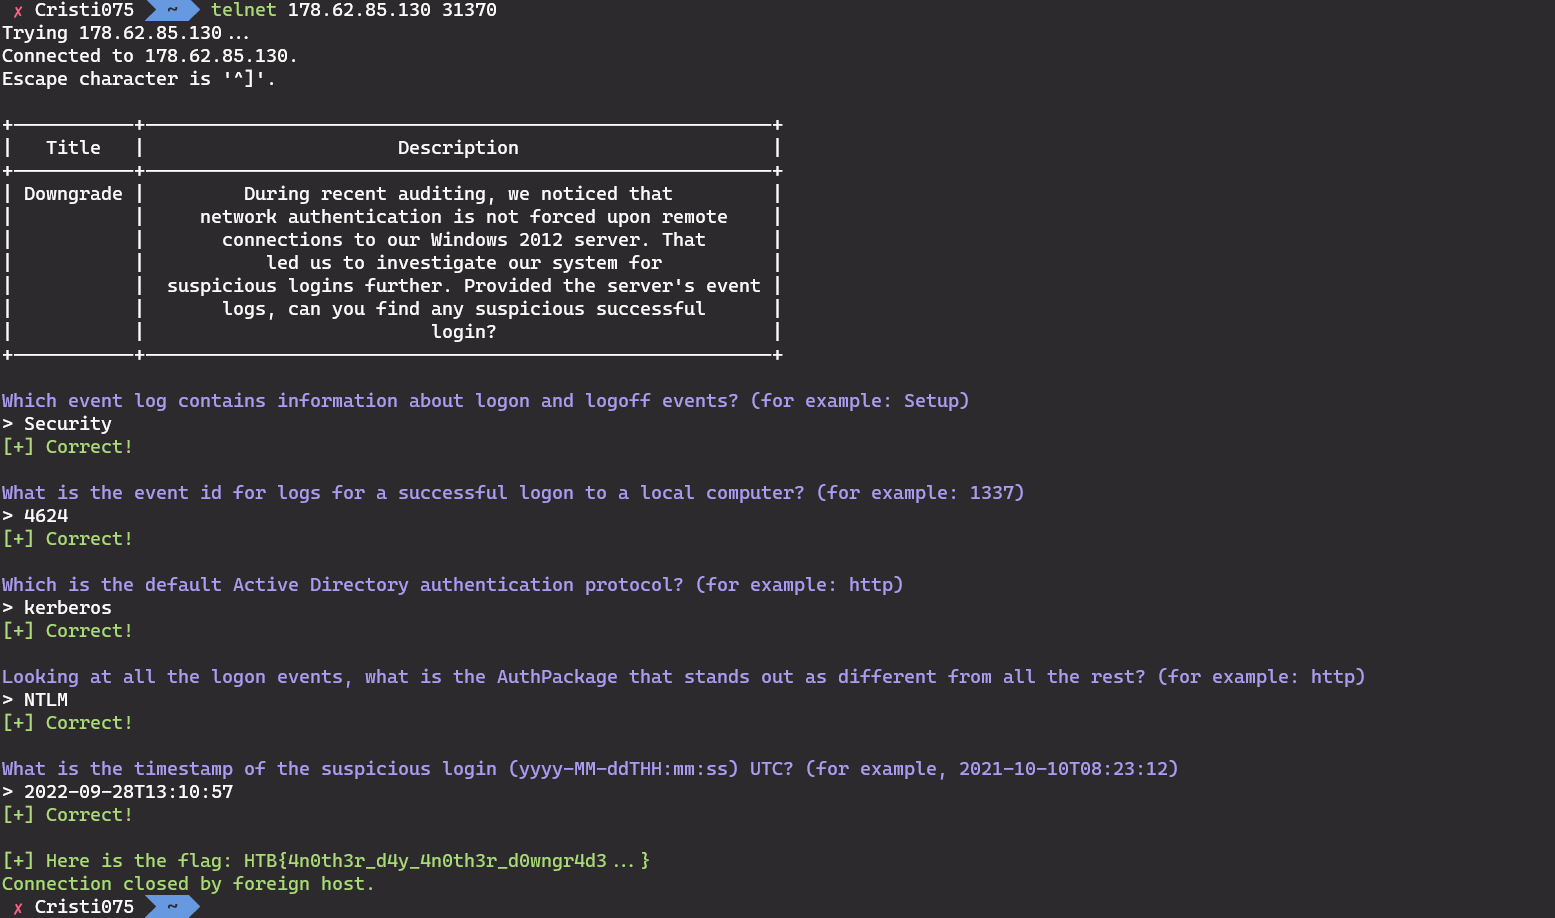 ✗ Cristi075 ~ telnet 178.62.85.130 31370
Trying 178.62.85.130...
Connected to 178.62.85.130.
Escape character is '^]'.
+-----------+---------------------------------------------------------+
| Title | Description |
+-----------+---------------------------------------------------------+
| Downgrade | During recent auditing, we noticed that |
| | network authentication is not forced upon remote |
| | connections to our Windows 2012 server. That |
| | led us to investigate our system for |
| | suspicious logins further. Provided the server's event |
| | logs, can you find any suspicious successful |
| | login? |
+-----------+---------------------------------------------------------+
Which event log contains information about logon and logoff events? (for example: Setup)
> Security
[+] Correct!
What is the event id for logs for a successful logon to a local computer? (for example: 1337)
> 4624
[+] Correct!
Which is the default Active Directory authentication protocol? (for example: http)
> kerberos
[+] Correct!
Looking at all the logon events, what is the AuthPackage that stands out as different from all the rest? (for example: http)
> NTLM
[+] Correct!
What is the timestamp of the suspicious login (yyyy-MM-ddTHH:mm:ss) UTC? (for example, 2021-10-10T08:23:12)
> 2022-09-28T13:10:57
[+] Correct!
[+] Here is the flag: HTB{4n0th3r_d4y_4n0th3r_d0wngr4d3...}
Connection closed by foreign host.
✗ Cristi075 ~